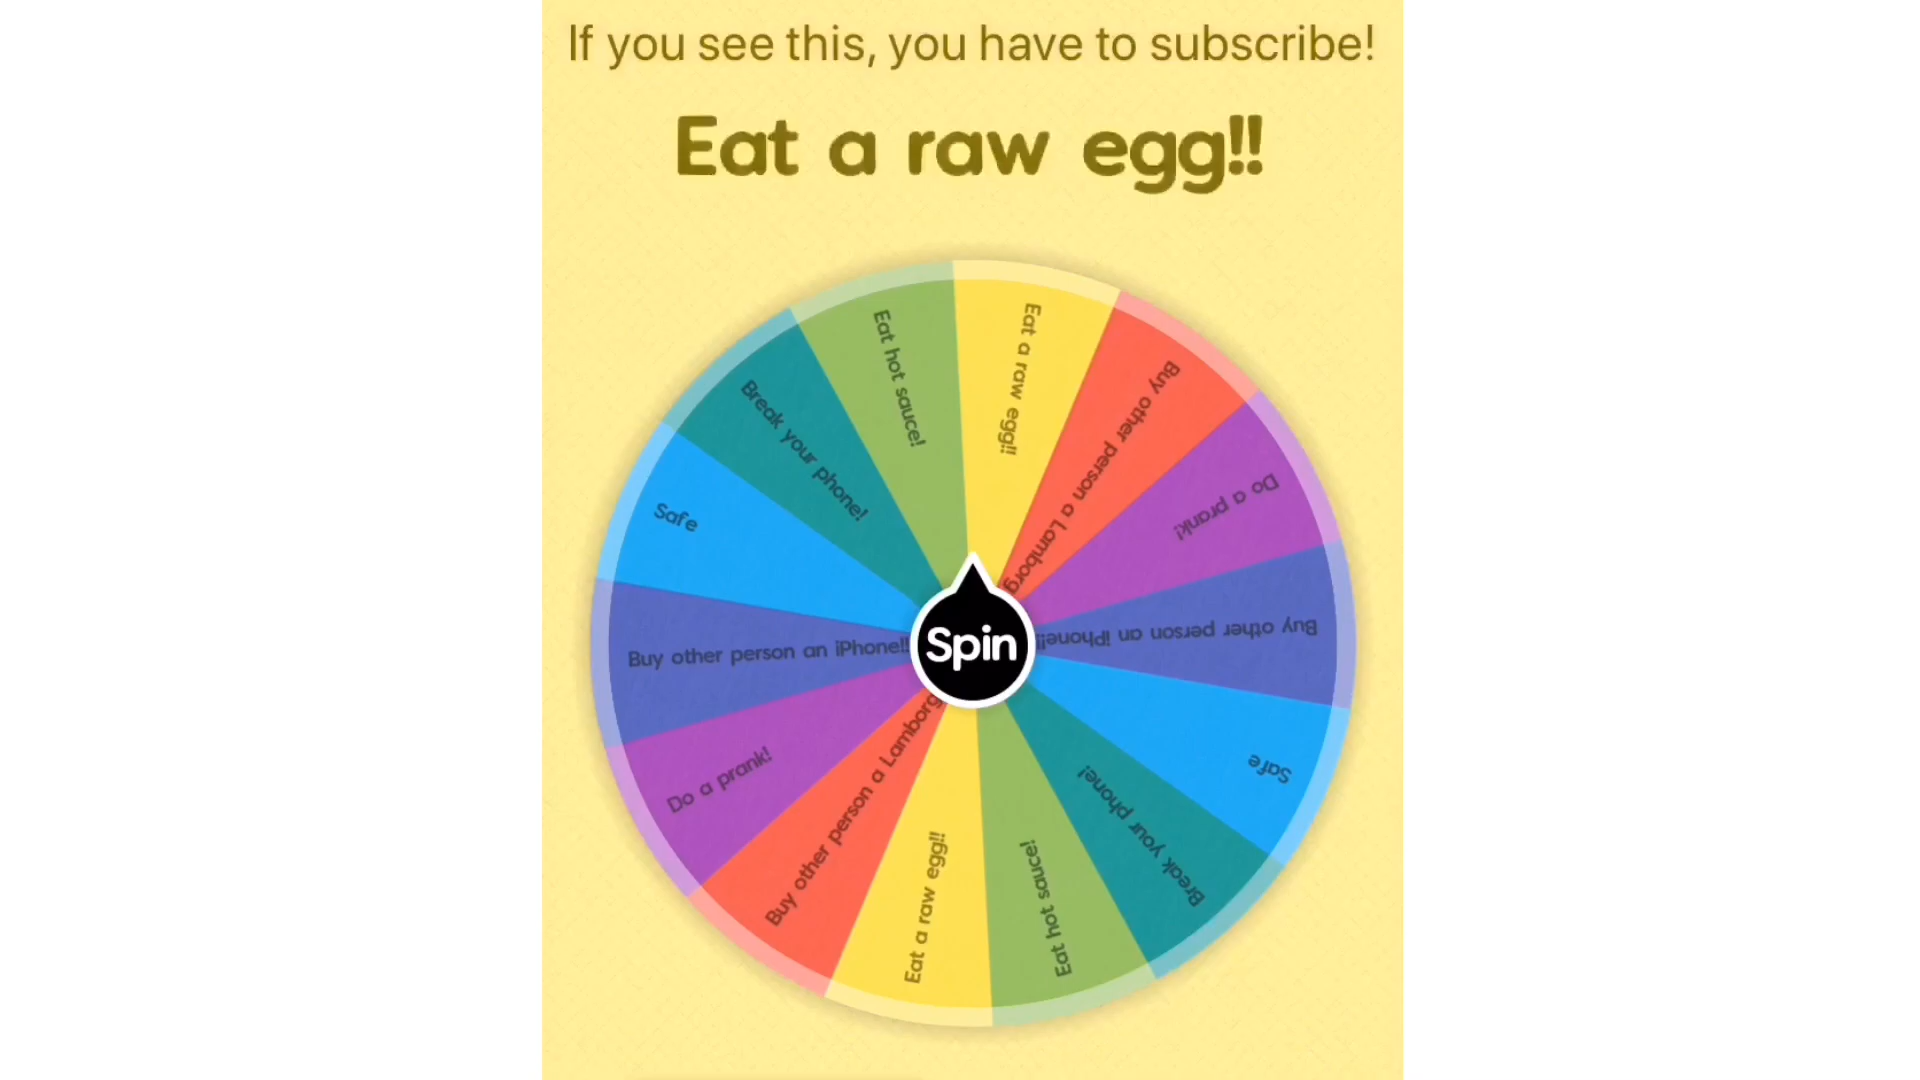 If you see this, you have to subscribe!
Eat a raw egg!!
Eat hot sauce!
Eat a raw egg!!
Buy other person a Lamborg
Break your phone!
Do a prank!
Safe
Buy other person an iPhone!!
Spin
Buy other person an iPhone!!
Do a prank!
Safe
Buy other person a Lamborg
Break your phone!
Eat a raw egg!!
Eat hot sauce!